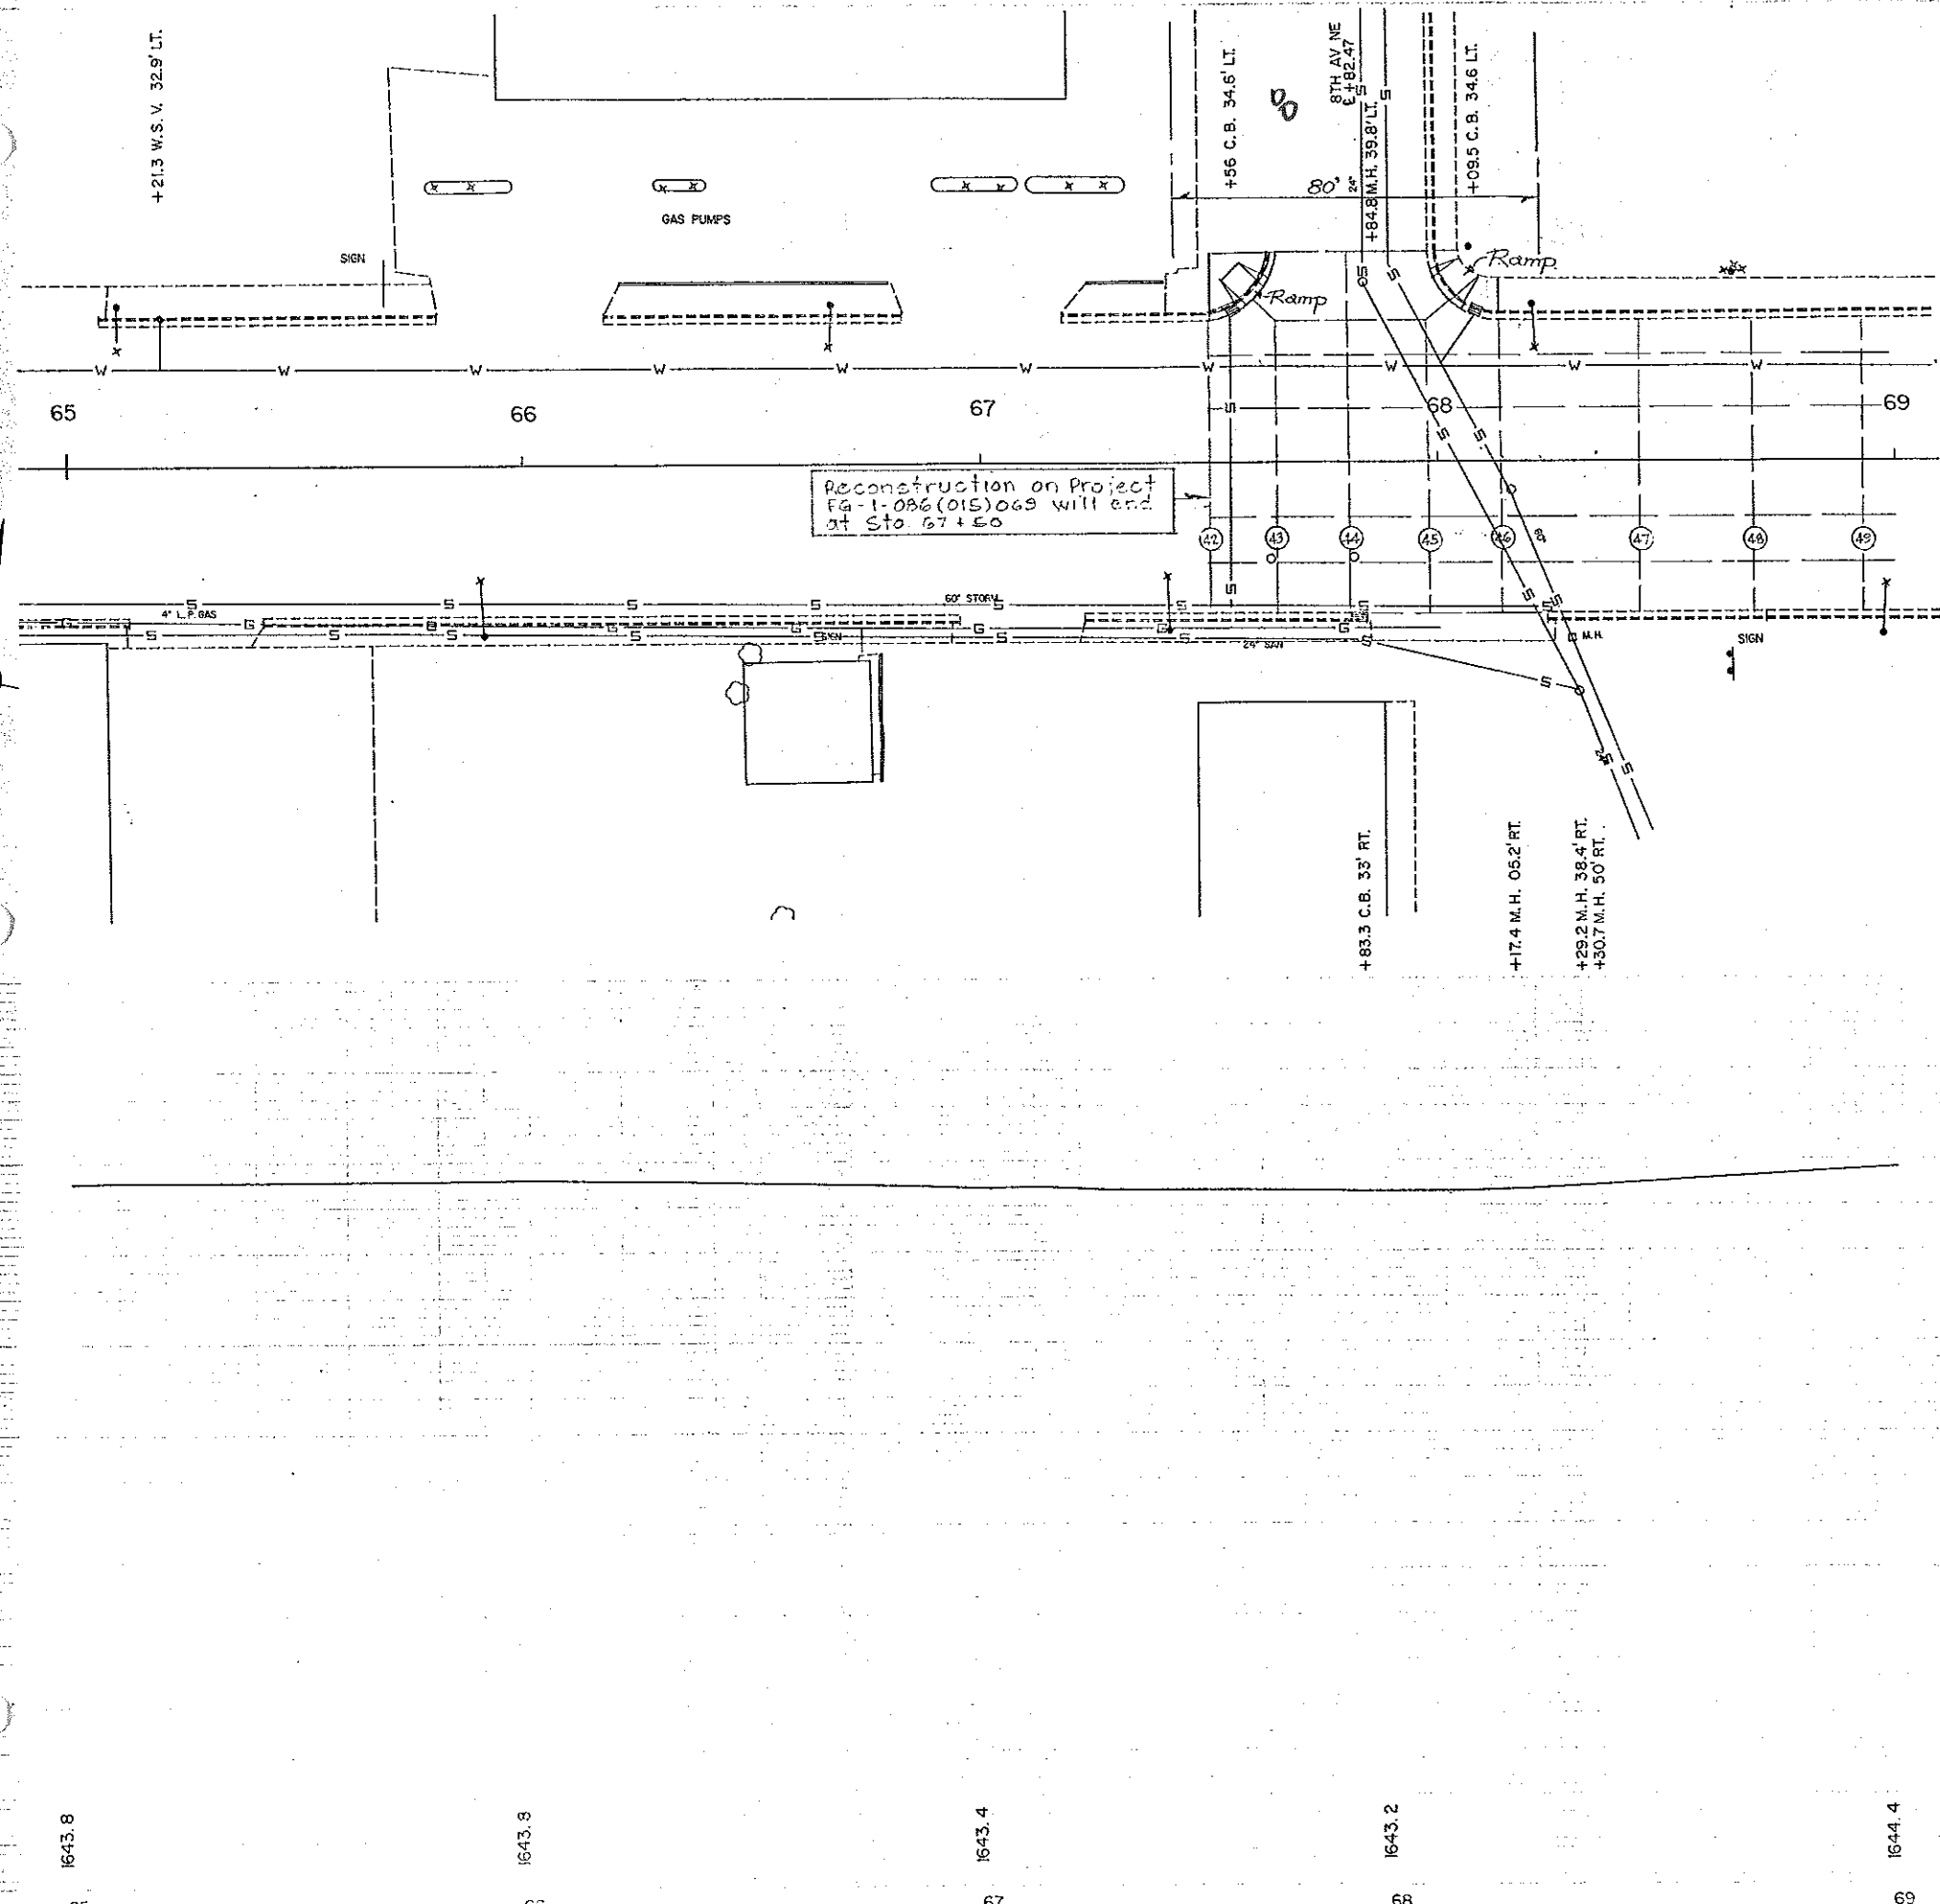 +21.3 W.S.V. 32.9' LT.
+56 C.B. 34.6' LT.
8TH AV. NE
℄ +82.47
+84.8 M.H. 39.8' LT.
+09.5 C.B. 34.6 LT.
80'
24"
GAS PUMPS
SIGN
Ramp
Ramp
W W W W W W W W W W
65 66 67 68 69
Reconstruction on Project
FG-1-086(015)069 will end
at Sta. 67+50
42 43 44 45 46 47 48 49
60" STORM
4" L.P. GAS
SIGN
24" SAN
M.H.
SIGN
+83.3 C.B. 33' RT.
+17.4 M.H. 05.2' RT.
+29.2 M.H. 38.4' RT.
+30.7 M.H. 50' RT.
1643.8 1643.8 1643.4 1643.2 1644.4
67 68 69